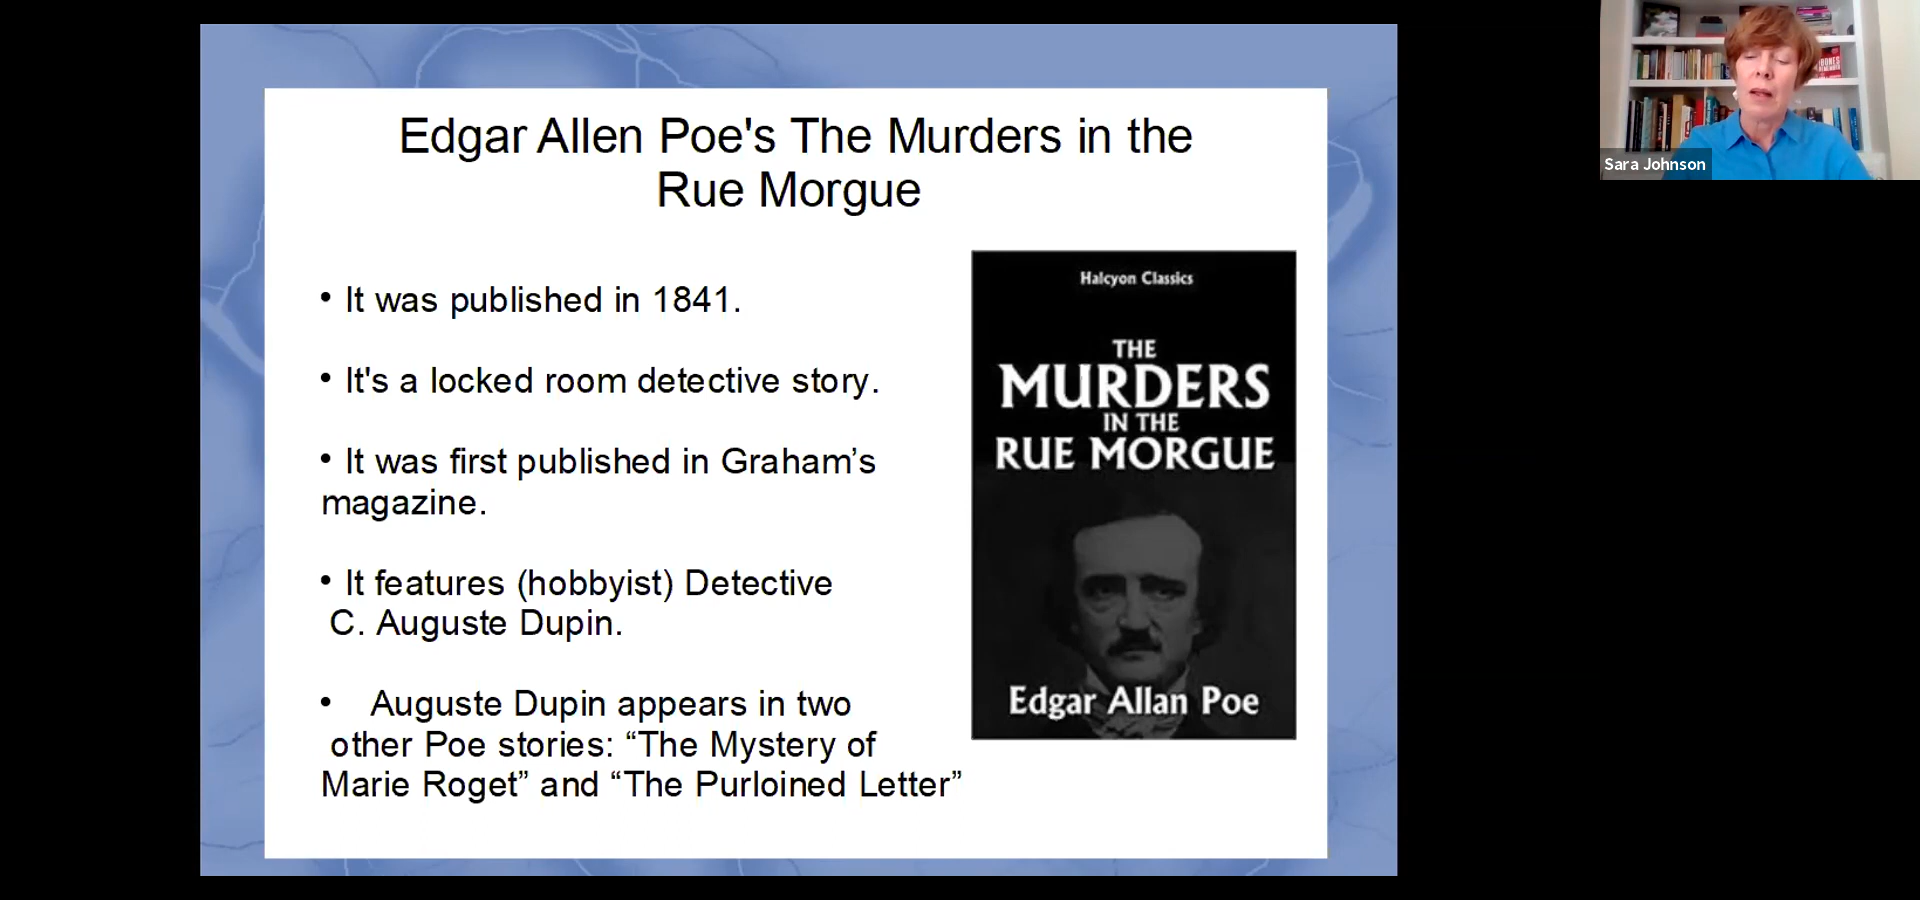 Edgar Allen Poe's The Murders in the
Rue Morgue
• It was published in 1841.
• It's a locked room detective story.
• It was first published in Graham’s
magazine.
• It features (hobbyist) Detective
C. Auguste Dupin.
• Auguste Dupin appears in two
other Poe stories: “The Mystery of
Marie Roget” and “The Purloined Letter”
Halcyon Classics
THE
MURDERS
IN THE
RUE MORGUE
Edgar Allan Poe
Sara Johnson